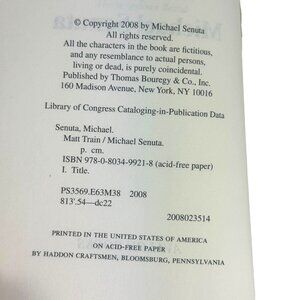 © Copyright 2008 by Michael Senuta
All rights reserved.
All the characters in the book are fictitious,
and any resemblance to actual persons,
living or dead, is purely coincidental.
Published by Thomas Bouregy & Co., Inc.
160 Madison Avenue, New York, NY 10016
Library of Congress Cataloging-in-Publication Data
Senuta, Michael.
Matt Train / Michael Senuta.
p. cm.
ISBN 978-0-8034-9921-8 (acid-free paper)
I. Title.
PS3569.E63M38 2008
813'.54—dc22
2008023514
PRINTED IN THE UNITED STATES OF AMERICA
ON ACID-FREE PAPER
BY HADDON CRAFTSMEN, BLOOMSBURG, PENNSYLVANIA